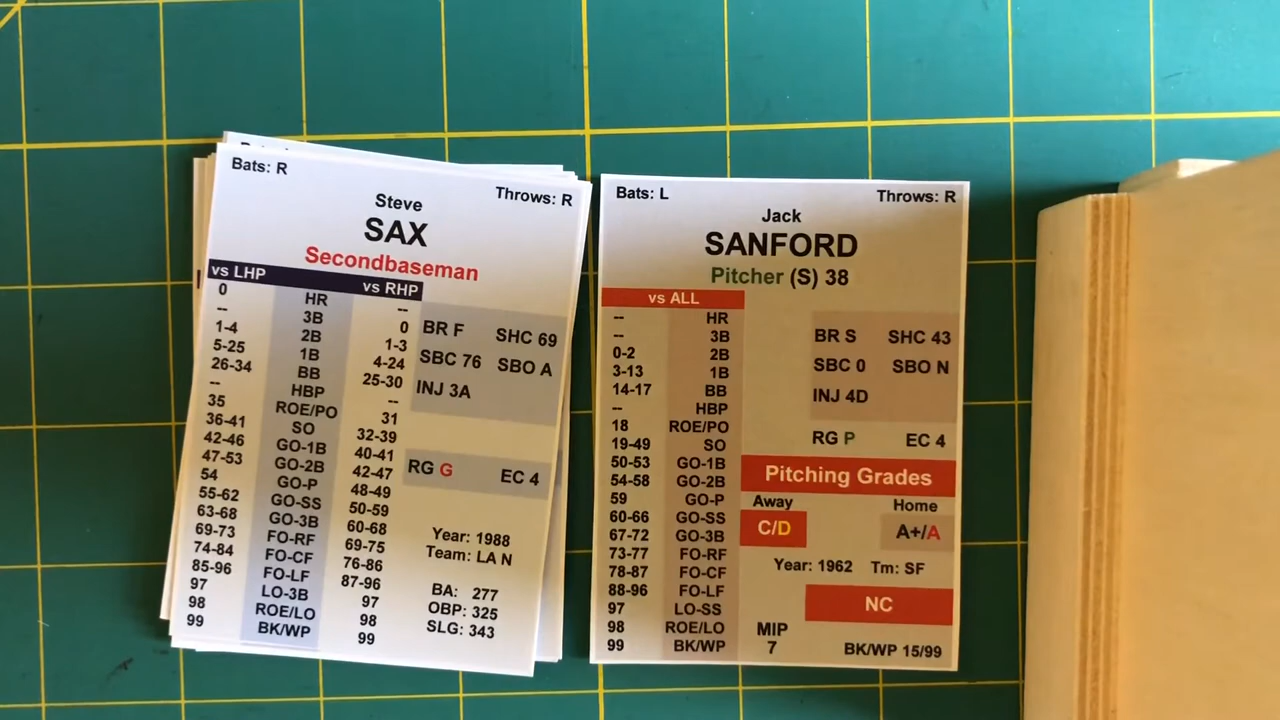 Bats: R
Throws: R
Steve
SAX
Secondbaseman
vs LHP vs RHP
0 HR --
-- 3B 0
1-4 2B 1-3
5-25 1B 4-24
26-34 BB 25-30
-- HBP --
35 ROE/PO 31
36-41 SO 32-39
42-46 GO-1B 40-41
47-53 GO-2B 42-47
54 GO-P 48-49
55-62 GO-SS 50-59
63-68 GO-3B 60-68
69-73 FO-RF 69-75
74-84 FO-CF 76-86
85-96 FO-LF 87-96
97 LO-3B 97
98 ROE/LO 98
99 BK/WP 99
BR F SHC 69
SBC 76 SBO A
INJ 3A
RG G EC 4
Year: 1988
Team: LA N
BA: 277
OBP: 325
SLG: 343
Bats: L Throws: R
Jack
SANFORD
Pitcher (S) 38
vs ALL
-- HR
-- 3B
0-2 2B
3-13 1B
14-17 BB
-- HBP
18 ROE/PO
19-49 SO
50-53 GO-1B
54-58 GO-2B
59 GO-P
60-66 GO-SS
67-72 GO-3B
73-77 FO-RF
78-87 FO-CF
88-96 FO-LF
97 LO-SS
98 ROE/LO
99 BK/WP
BR S SHC 43
SBC 0 SBO N
INJ 4D
RG P EC 4
Pitching Grades
Away Home
C/D A+/A
Year: 1962 Tm: SF
NC
MIP
7
BK/WP 15/99